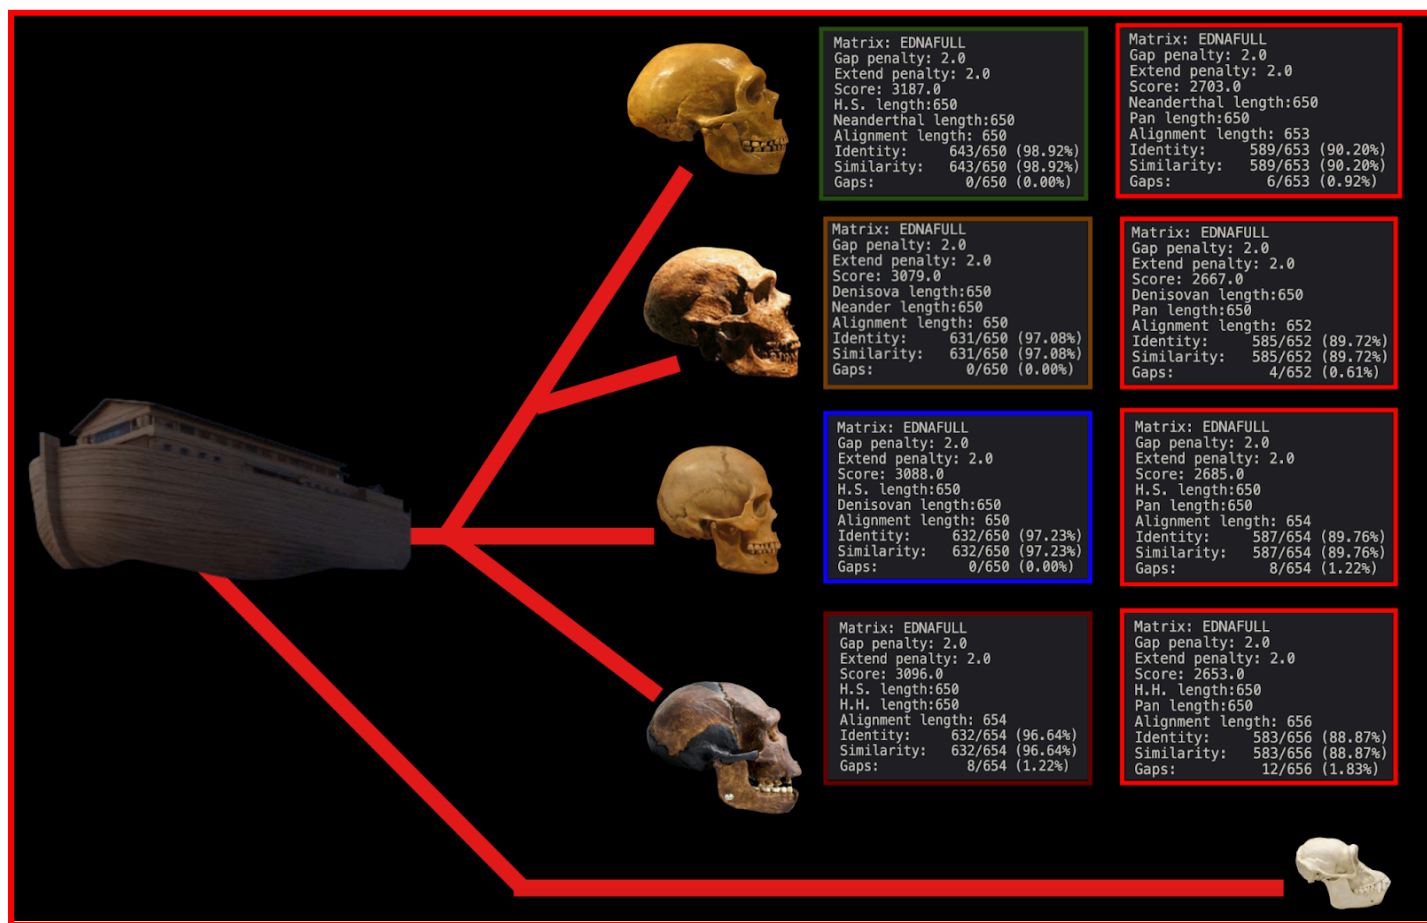 Matrix: EDNAFULL
Gap penalty: 2.0
Extend penalty: 2.0
Score: 3187.0
H.S. length:650
Neanderthal length:650
Alignment length: 650
Identity: 643/650 (98.92%)
Similarity: 643/650 (98.92%)
Gaps: 0/650 (0.00%)
Matrix: EDNAFULL
Gap penalty: 2.0
Extend penalty: 2.0
Score: 2703.0
Neanderthal length:650
Pan length:650
Alignment length: 653
Identity: 589/653 (90.20%)
Similarity: 589/653 (90.20%)
Gaps: 6/653 (0.92%)
Matrix: EDNAFULL
Gap penalty: 2.0
Extend penalty: 2.0
Score: 3079.0
Denisova length:650
Neander length:650
Alignment length: 650
Identity: 631/650 (97.08%)
Similarity: 631/650 (97.08%)
Gaps: 0/650 (0.00%)
Matrix: EDNAFULL
Gap penalty: 2.0
Extend penalty: 2.0
Score: 2667.0
Denisovan length:650
Pan length:650
Alignment length: 652
Identity: 585/652 (89.72%)
Similarity: 585/652 (89.72%)
Gaps: 4/652 (0.61%)
Matrix: EDNAFULL
Gap penalty: 2.0
Extend penalty: 2.0
Score: 3088.0
H.S. length:650
Denisovan length:650
Alignment length: 650
Identity: 632/650 (97.23%)
Similarity: 632/650 (97.23%)
Gaps: 0/650 (0.00%)
Matrix: EDNAFULL
Gap penalty: 2.0
Extend penalty: 2.0
Score: 2685.0
H.S. length:650
Pan length:650
Alignment length: 654
Identity: 587/654 (89.76%)
Similarity: 587/654 (89.76%)
Gaps: 8/654 (1.22%)
Matrix: EDNAFULL
Gap penalty: 2.0
Extend penalty: 2.0
Score: 3096.0
H.S. length:650
H.H. length:650
Alignment length: 654
Identity: 632/654 (96.64%)
Similarity: 632/654 (96.64%)
Gaps: 8/654 (1.22%)
Matrix: EDNAFULL
Gap penalty: 2.0
Extend penalty: 2.0
Score: 2653.0
H.H. length:650
Pan length:650
Alignment length: 656
Identity: 583/656 (88.87%)
Similarity: 583/656 (88.87%)
Gaps: 12/656 (1.83%)